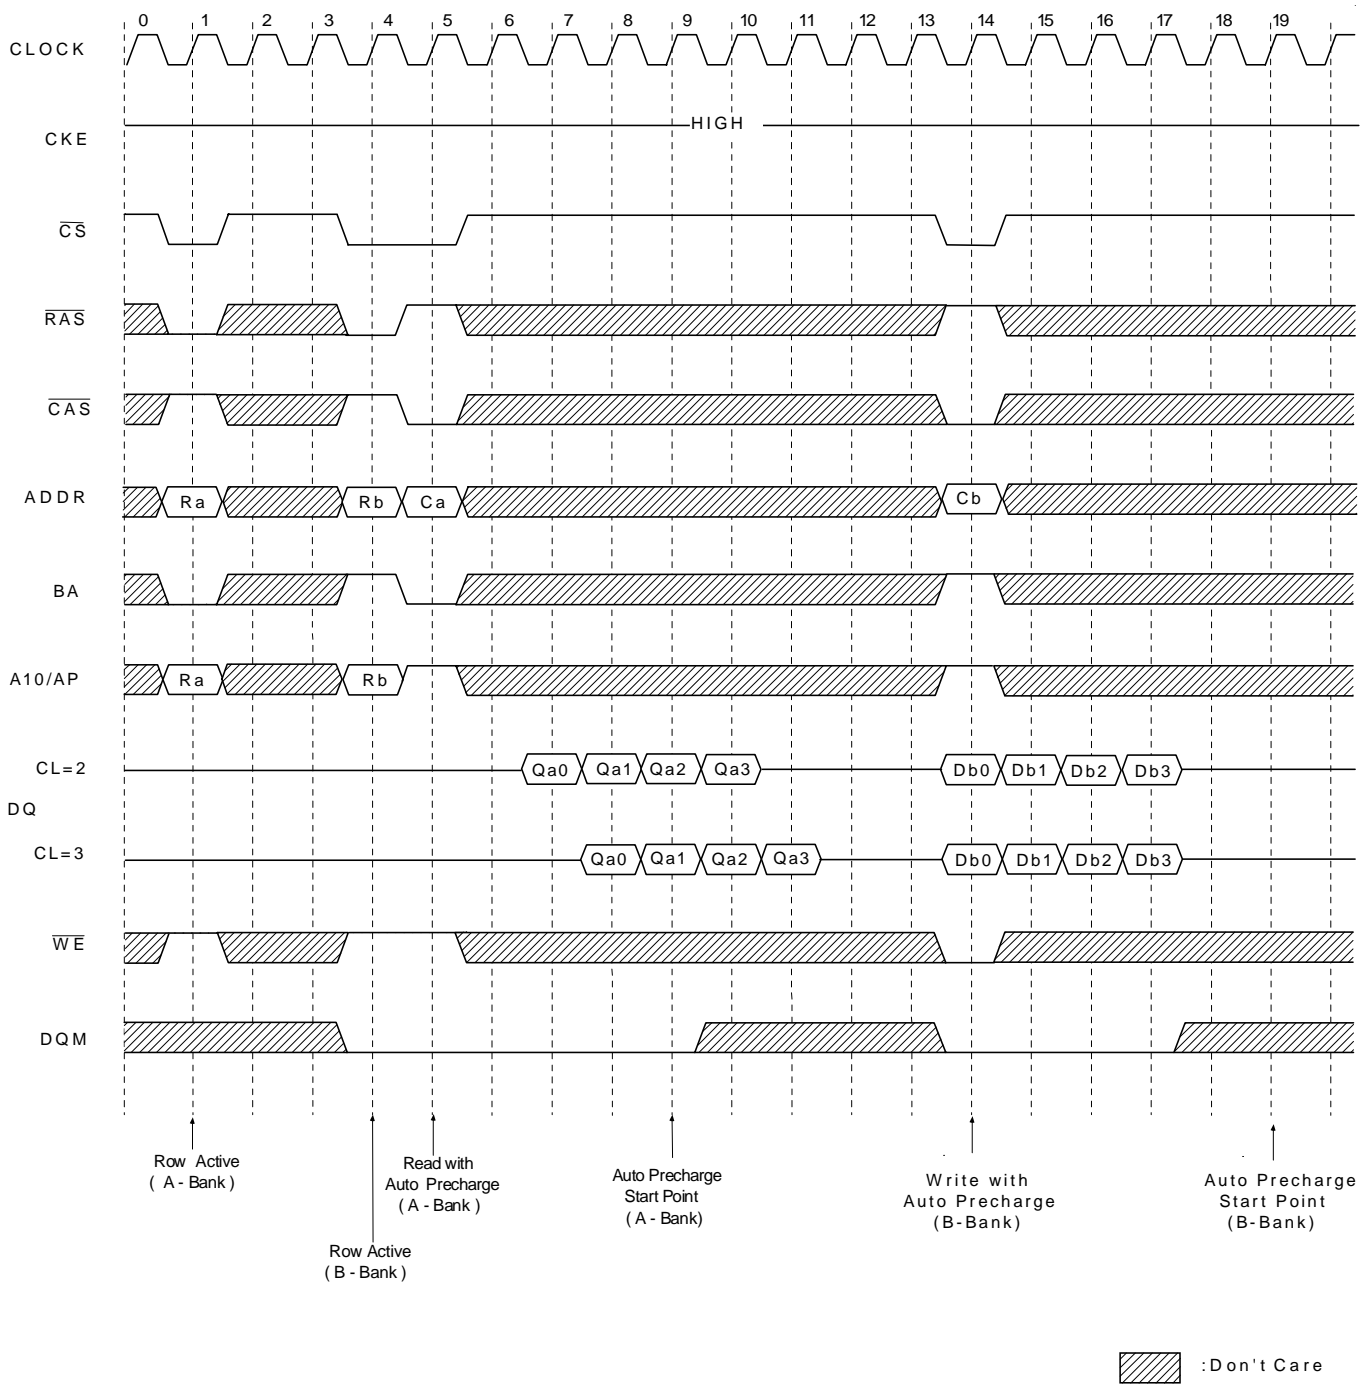 0 1 2 3 4 5 6 7 8 9 10 11 12 13 14 15 16 17 18 19
CLOCK
HIGH
CKE
CS
RAS
CAS
ADDR Ra Rb Ca Cb
BA
A10/AP Ra Rb
CL=2 Qa0 Qa1 Qa2 Qa3 Db0 Db1 Db2 Db3
DQ
CL=3 Qa0 Qa1 Qa2 Qa3 Db0 Db1 Db2 Db3
WE
DQM
Row Active
( A - Bank )
Row Active
( B - Bank )
Read with
Auto Precharge
( A - Bank )
Auto Precharge
Start Point
( A - Bank)
Write with
Auto Precharge
(B-Bank)
Auto Precharge
Start Point
(B-Bank)
:Don't Care